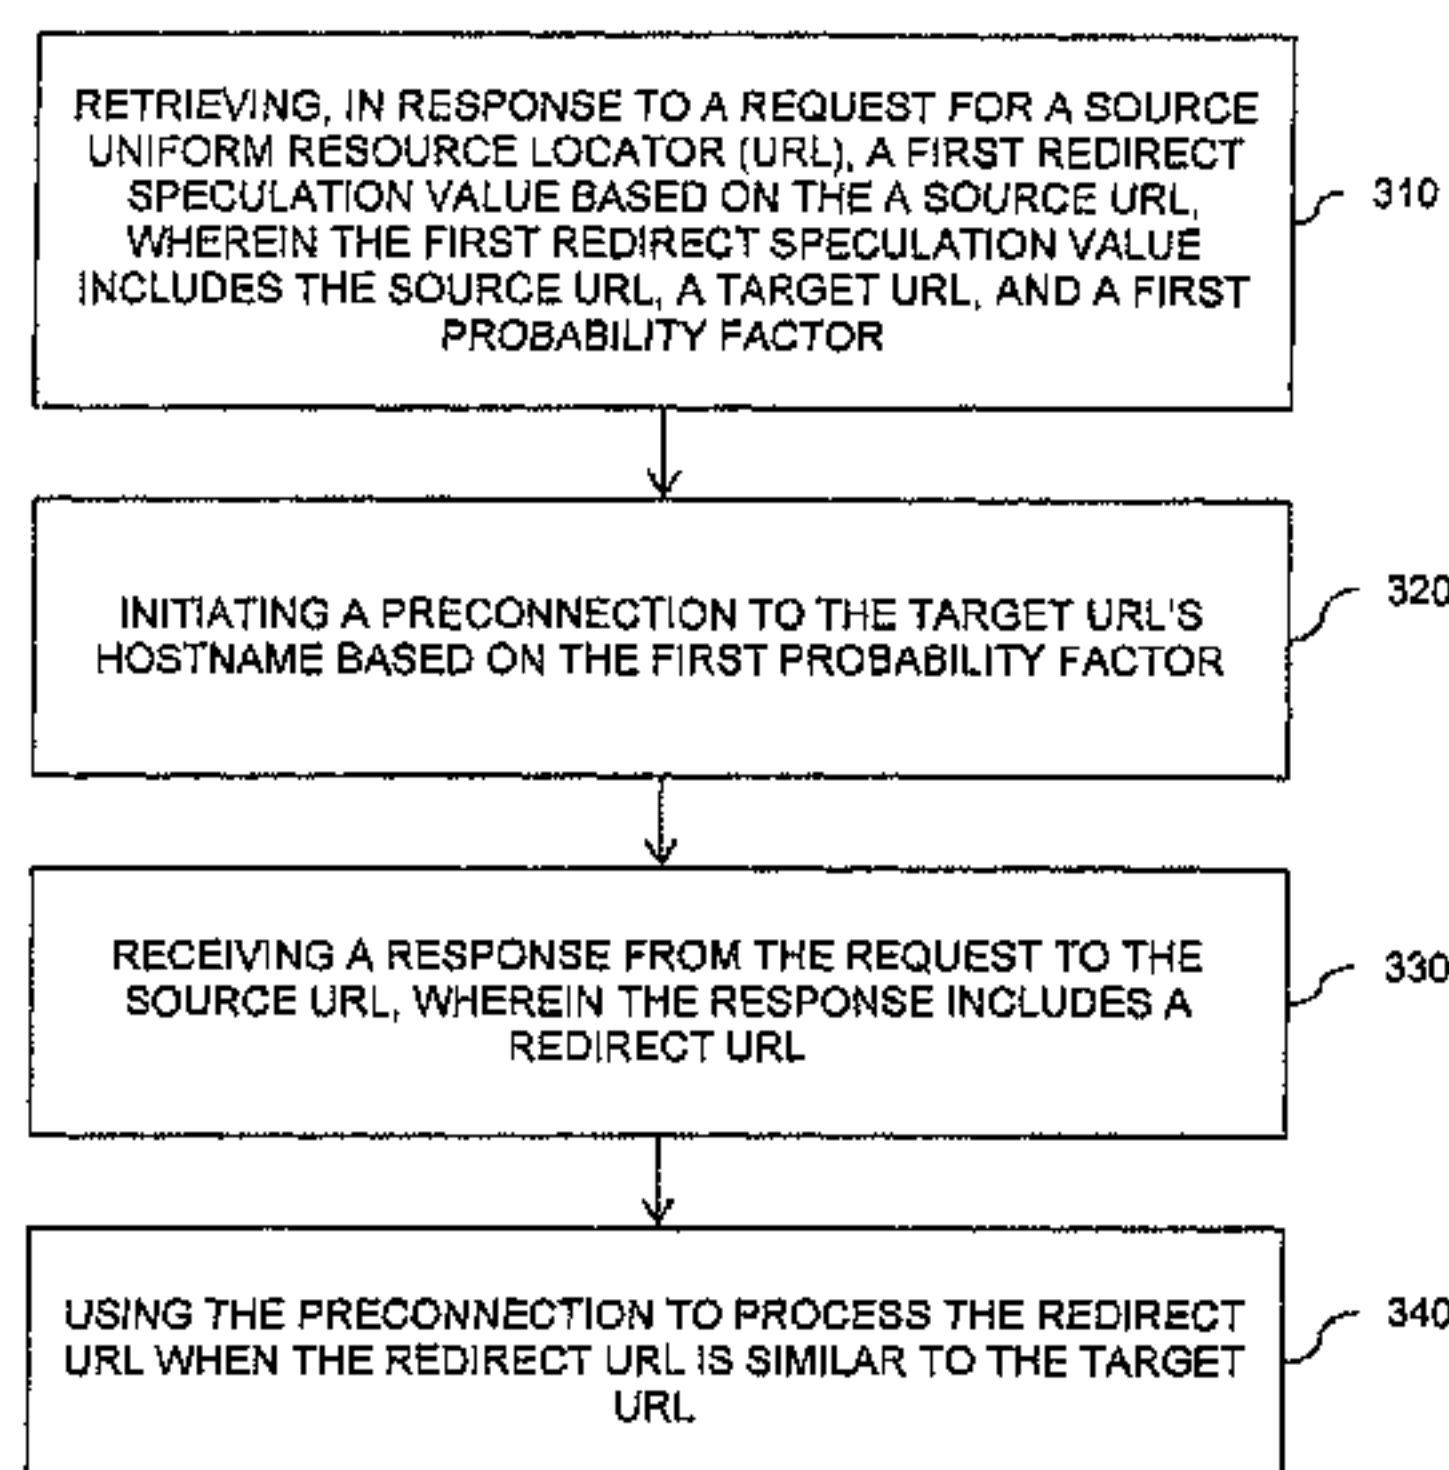 RETRIEVING, IN RESPONSE TO A REQUEST FOR A SOURCE
UNIFORM RESOURCE LOCATOR (URL), A FIRST REDIRECT
SPECULATION VALUE BASED ON THE A SOURCE URL,
WHEREIN THE FIRST REDIRECT SPECULATION VALUE
INCLUDES THE SOURCE URL, A TARGET URL, AND A FIRST
PROBABILITY FACTOR
310
INITIATING A PRECONNECTION TO THE TARGET URL'S
HOSTNAME BASED ON THE FIRST PROBABILITY FACTOR
320
RECEIVING A RESPONSE FROM THE REQUEST TO THE
SOURCE URL, WHEREIN THE RESPONSE INCLUDES A
REDIRECT URL
330
USING THE PRECONNECTION TO PROCESS THE REDIRECT
URL WHEN THE REDIRECT URL IS SIMILAR TO THE TARGET
URL
340